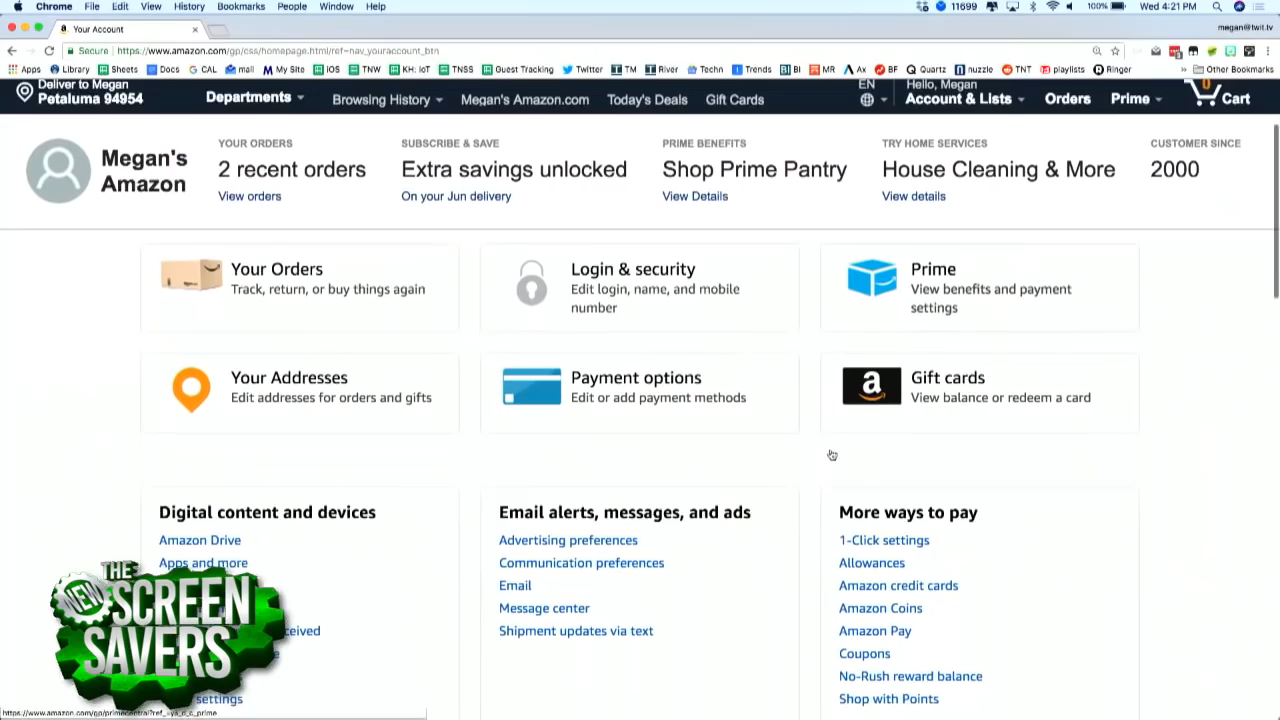 Chrome File Edit View History Bookmarks People Window Help 11699 100% Wed 4:21 PM
Your Account megan@twit.tv
Secure https://www.amazon.com/gp/css/homepage.html/ref=nav_youraccount_btn
Apps Library Sheets Docs CAL mail My Site iOS TNW KH: IoT TNSS Guest Tracking Twitter TM River Techn Trends BI MR Ax BF Quartz nuzzle TNT playlists Ringer Other Bookmarks
Deliver to Megan
Petaluma 94954
Departments Browsing History Megan's Amazon.com Today's Deals Gift Cards
EN
Hello, Megan
Account & Lists Orders Prime
0
Cart
Megan's
Amazon
YOUR ORDERS
2 recent orders
View orders
SUBSCRIBE & SAVE
Extra savings unlocked
On your Jun delivery
PRIME BENEFITS
Shop Prime Pantry
View Details
TRY HOME SERVICES
House Cleaning & More
View details
CUSTOMER SINCE
2000
Your Orders
Track, return, or buy things again
Login & security
Edit login, name, and mobile
number
Prime
View benefits and payment
settings
Your Addresses
Edit addresses for orders and gifts
Payment options
Edit or add payment methods
a
Gift cards
View balance or redeem a card
Digital content and devices
Amazon Drive
Apps and more
ceived
settings
Email alerts, messages, and ads
Advertising preferences
Communication preferences
Email
Message center
Shipment updates via text
More ways to pay
1-Click settings
Allowances
Amazon credit cards
Amazon Coins
Amazon Pay
Coupons
No-Rush reward balance
Shop with Points
THE
NEW SCREEN
SAVERS